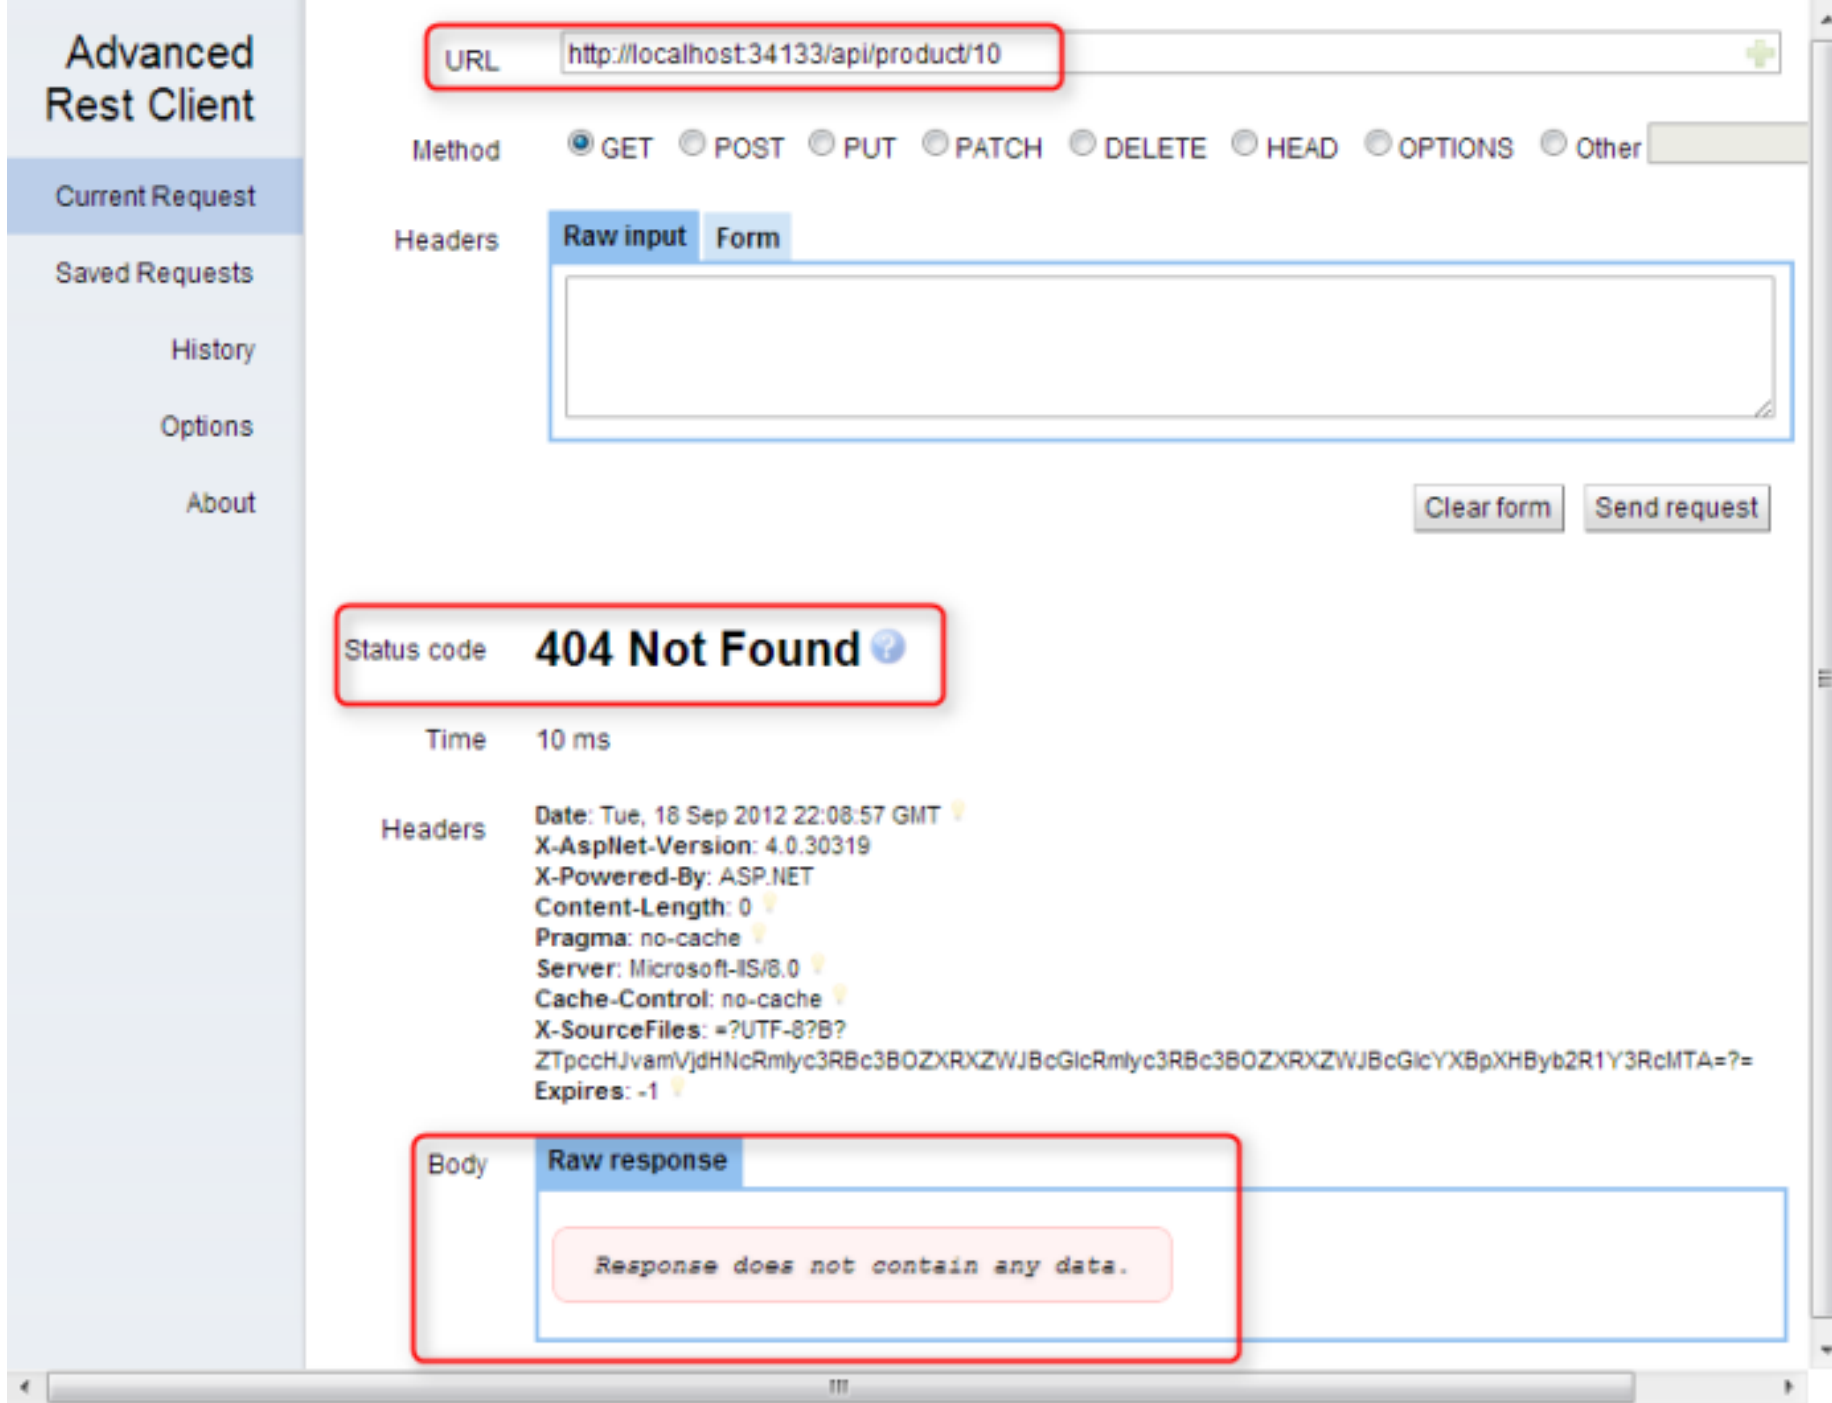 Advanced
Rest Client
Current Request
Saved Requests
History
Options
About
URL http://localhost:34133/api/product/10
Method GET POST PUT PATCH DELETE HEAD OPTIONS Other
Headers Raw input Form
Clear form Send request
Status code 404 Not Found ?
Time 10 ms
Headers Date: Tue, 18 Sep 2012 22:08:57 GMT
X-AspNet-Version: 4.0.30319
X-Powered-By: ASP.NET
Content-Length: 0
Pragma: no-cache
Server: Microsoft-IIS/8.0
Cache-Control: no-cache
X-SourceFiles: =?UTF-8?B?
ZTpccHJvamVjdHNcRmlyc3RBc3BOZXRXZWJBcGlcRmlyc3RBc3BOZXRXZWJBcGlcYXBpXHByb2R1Y3RcMTA=?=
Expires: -1
Body Raw response
Response does not contain any data.